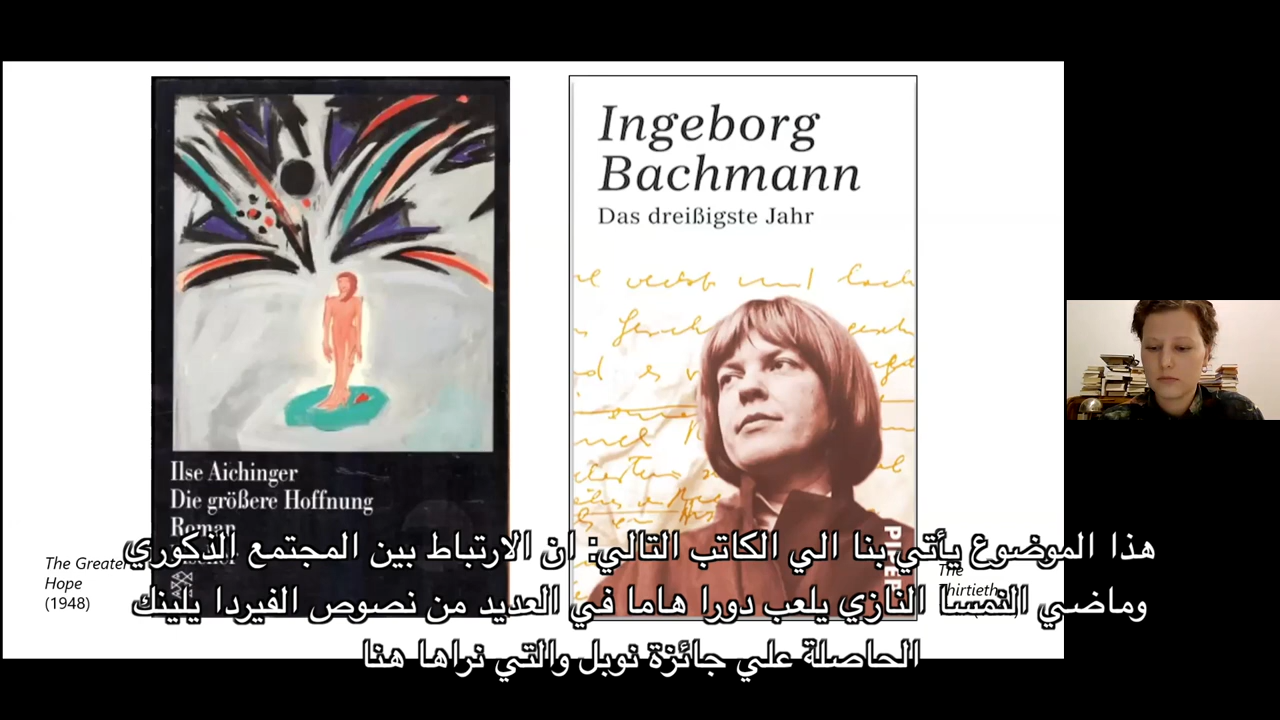 Ingeborg
Bachmann
Das dreißigste Jahr
Ilse Aichinger
Die größere Hoffnung
Roman
The Greater
Hope
(1948)
The
Thirtieth
هذا الموضوع يأتي بنا الي الكاتب التالي: ان الارتباط بين المجتمع الذكوري
وماضي النمسا النازي يلعب دورا هاما في العديد من نصوص الفيردا يلينك
الحاصلة علي جائزة نوبل والتي نراها هنا